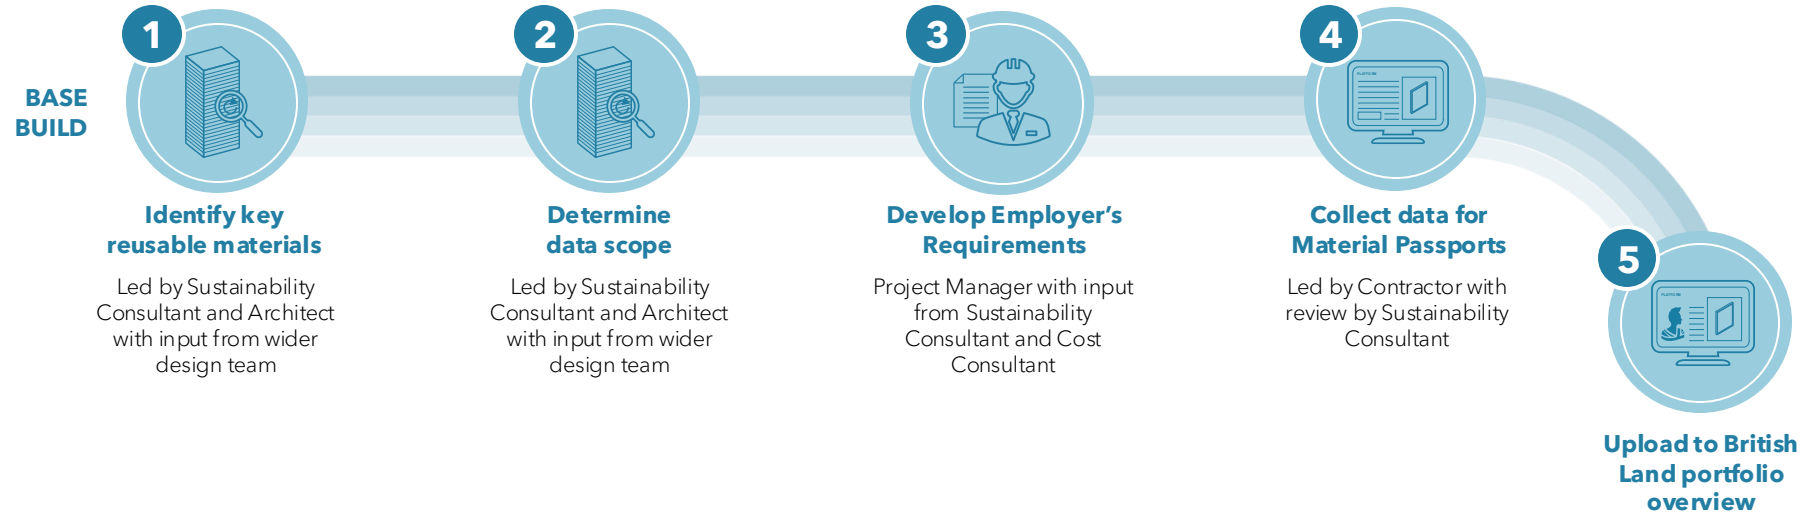 BASE
BUILD
1
Identify key
reusable materials
Led by Sustainability
Consultant and Architect
with input from wider
design team
2
Determine
data scope
Led by Sustainability
Consultant and Architect
with input from wider
design team
3
Develop Employer’s
Requirements
Project Manager with input
from Sustainability
Consultant and Cost
Consultant
4
PLATFORM
Collect data for
Material Passports
Led by Contractor with
review by Sustainability
Consultant
5
PLATFORM
Upload to British
Land portfolio
overview